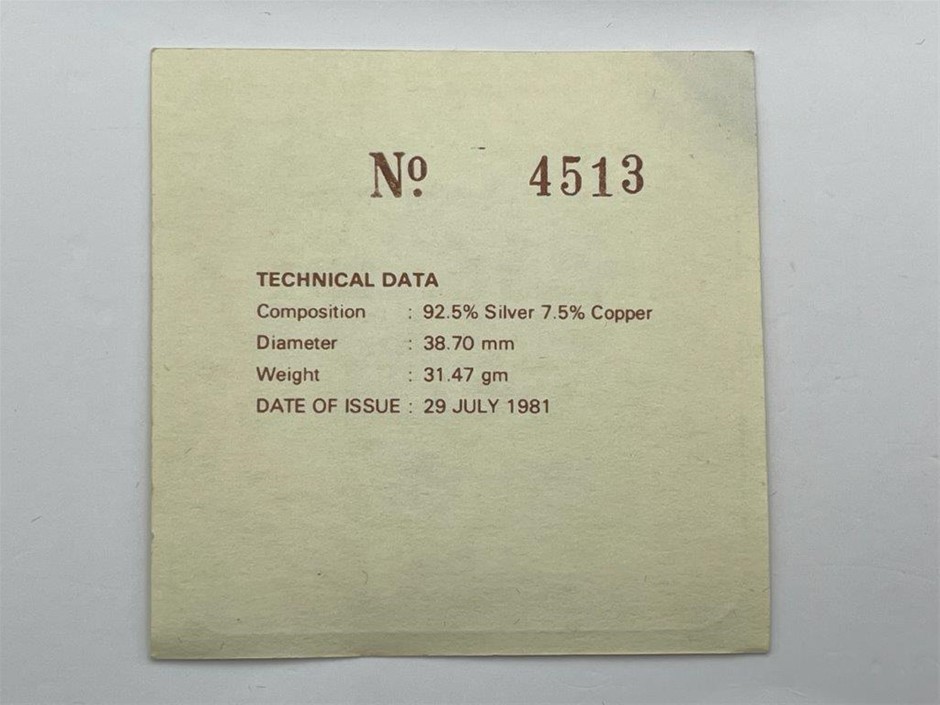 Nº. 4513
TECHNICAL DATA
Composition : 92.5% Silver 7.5% Copper
Diameter : 38.70 mm
Weight : 31.47 gm
DATE OF ISSUE : 29 JULY 1981